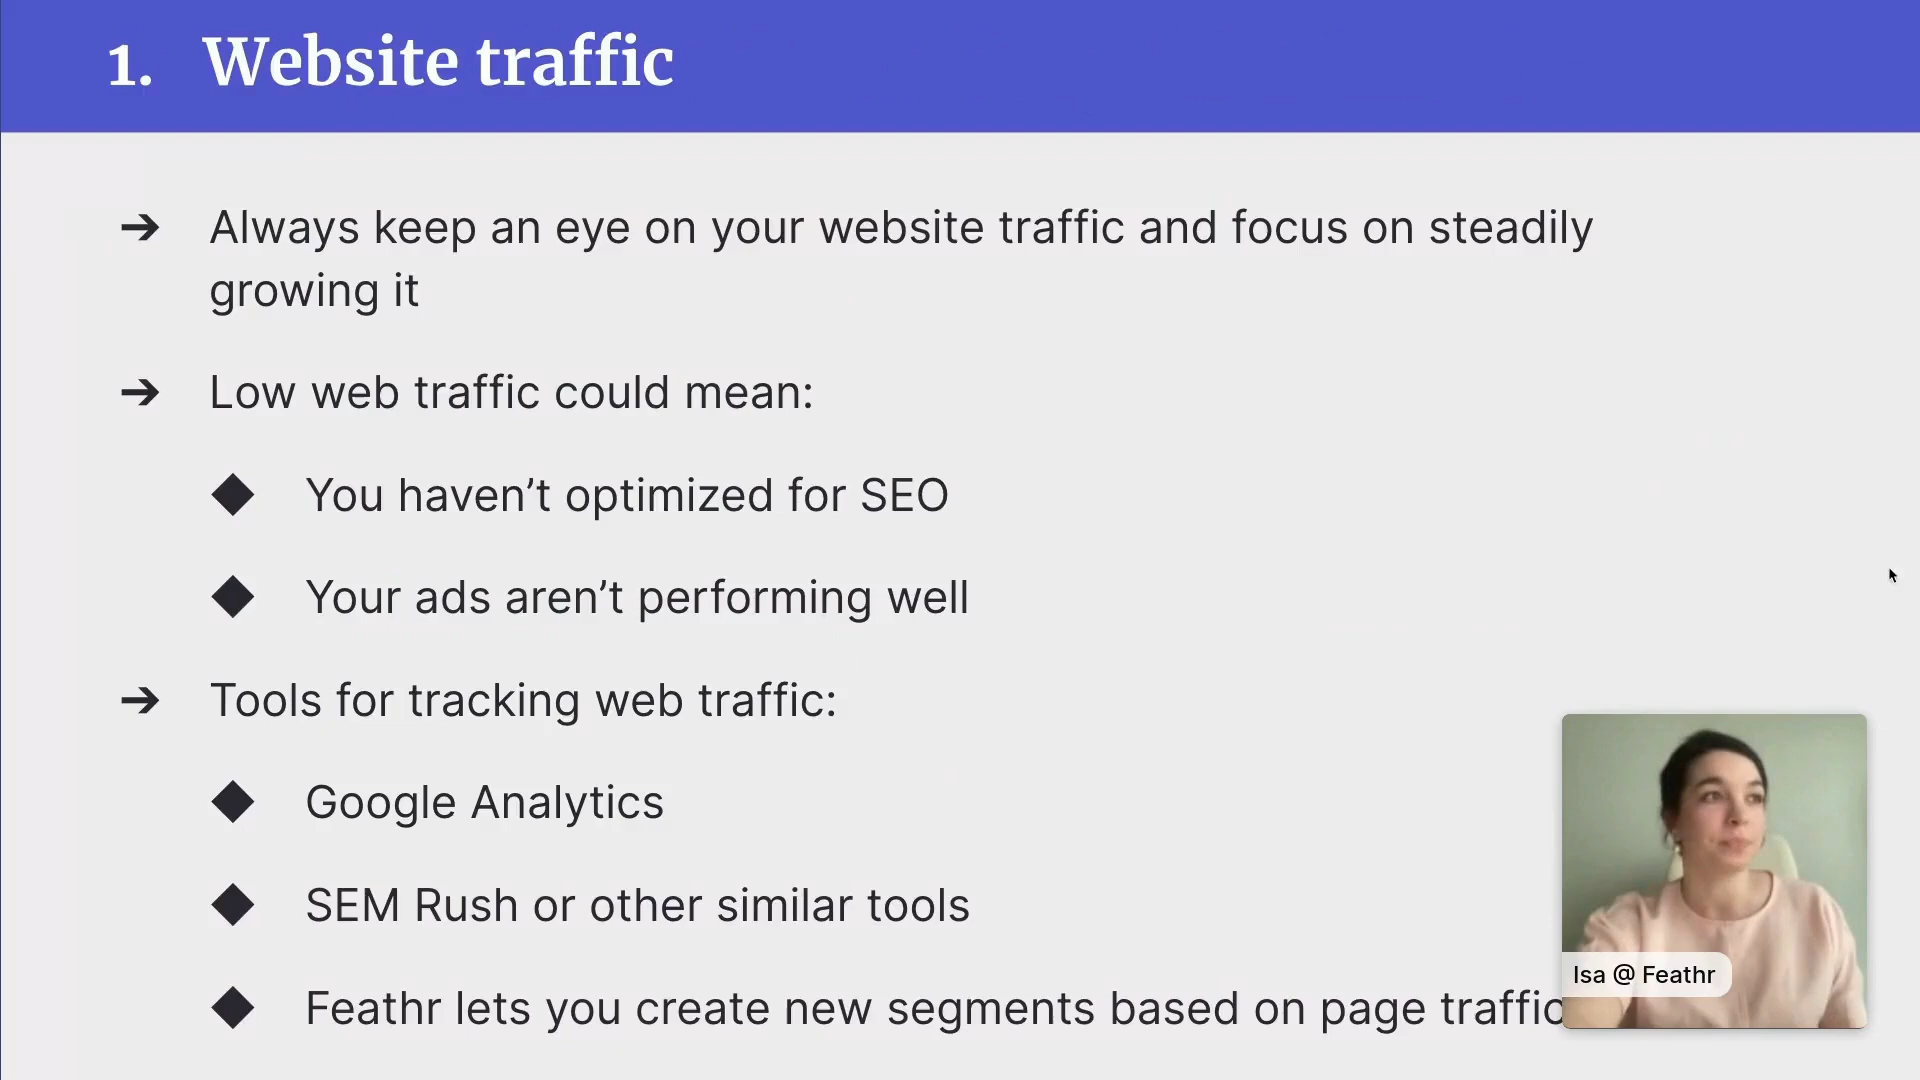 1. Website traffic
➔ Always keep an eye on your website traffic and focus on steadily
growing it
➔ Low web traffic could mean:
◆ You haven’t optimized for SEO
◆ Your ads aren’t performing well
➔ Tools for tracking web traffic:
◆ Google Analytics
◆ SEM Rush or other similar tools
◆ Feathr lets you create new segments based on page traffic
Isa @ Feathr